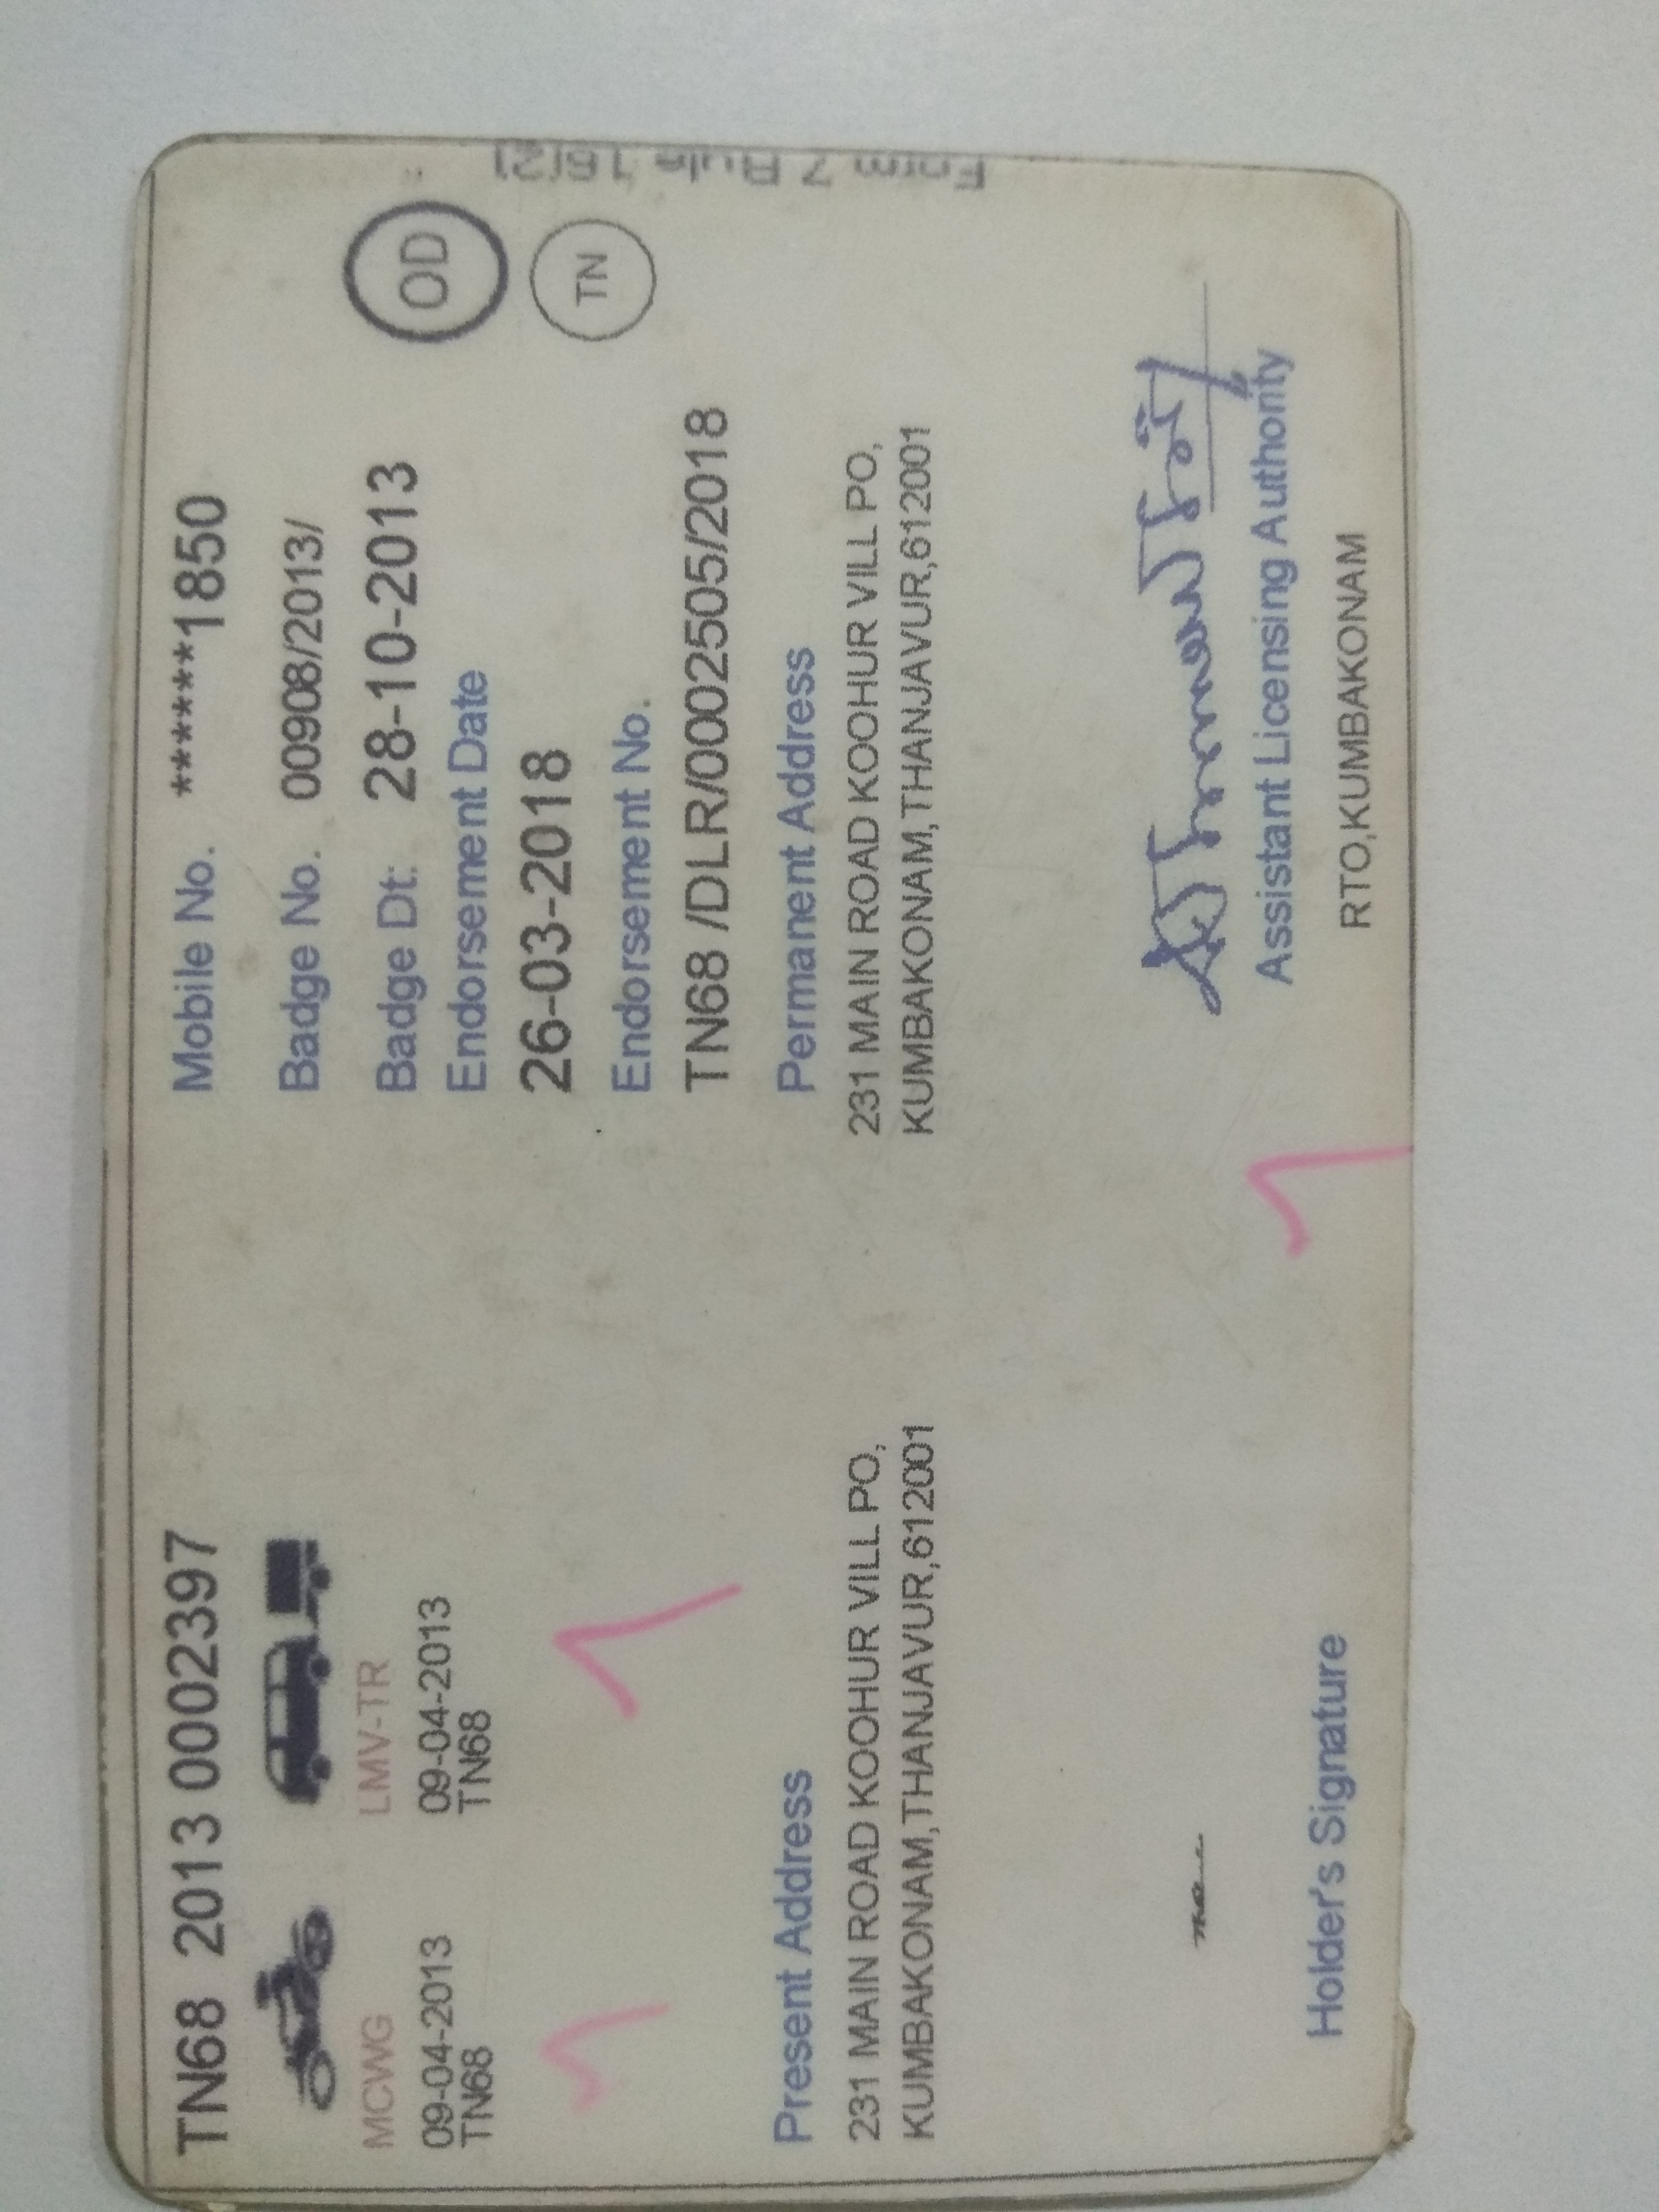 Form 7 Rule 16(2)
TN68 2013 0002397
MCWG
09-04-2013
TN68
LMV-TR
09-04-2013
TN68
Present Address
231 MAIN ROAD KOOHUR VILL PO,
KUMBAKONAM,THANJAVUR,612001
Holder's Signature
Mobile No. ******1850
Badge No. 00908/2013/
Badge Dt: 28-10-2013
Endorsement Date
26-03-2018
Endorsement No.
TN68 /DLR/0002505/2018
OD
TN
Permanent Address
231 MAIN ROAD KOOHUR VILL PO,
KUMBAKONAM,THANJAVUR,612001
Assistant Licensing Authority
RTO,KUMBAKONAM